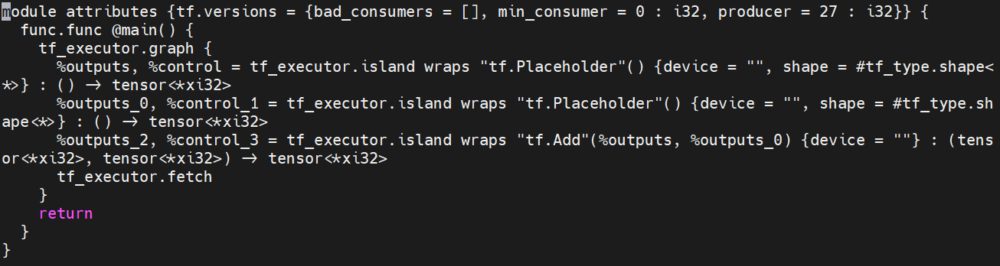 module attributes {tf.versions = {bad_consumers = [], min_consumer = 0 : i32, producer = 27 : i32}} {
  func.func @main() {
    tf_executor.graph {
      %outputs, %control = tf_executor.island wraps "tf.Placeholder"() {device = "", shape = #tf_type.shape<
*>} : () -> tensor<*xi32>
      %outputs_0, %control_1 = tf_executor.island wraps "tf.Placeholder"() {device = "", shape = #tf_type.sh
ape<*>} : () -> tensor<*xi32>
      %outputs_2, %control_3 = tf_executor.island wraps "tf.Add"(%outputs, %outputs_0) {device = ""} : (tens
or<*xi32>, tensor<*xi32>) -> tensor<*xi32>
      tf_executor.fetch
    }
    return
  }
}